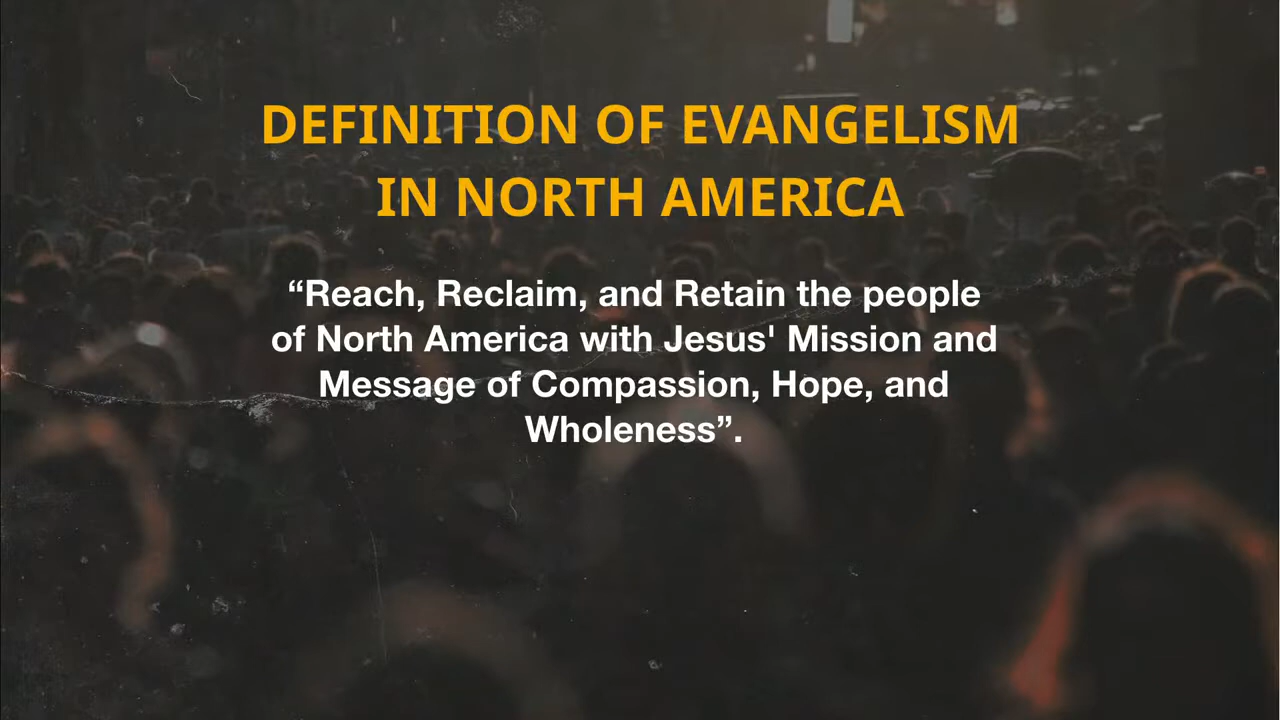 DEFINITION OF EVANGELISM
IN NORTH AMERICA
“Reach, Reclaim, and Retain the people
of North America with Jesus' Mission and
Message of Compassion, Hope, and
Wholeness”.